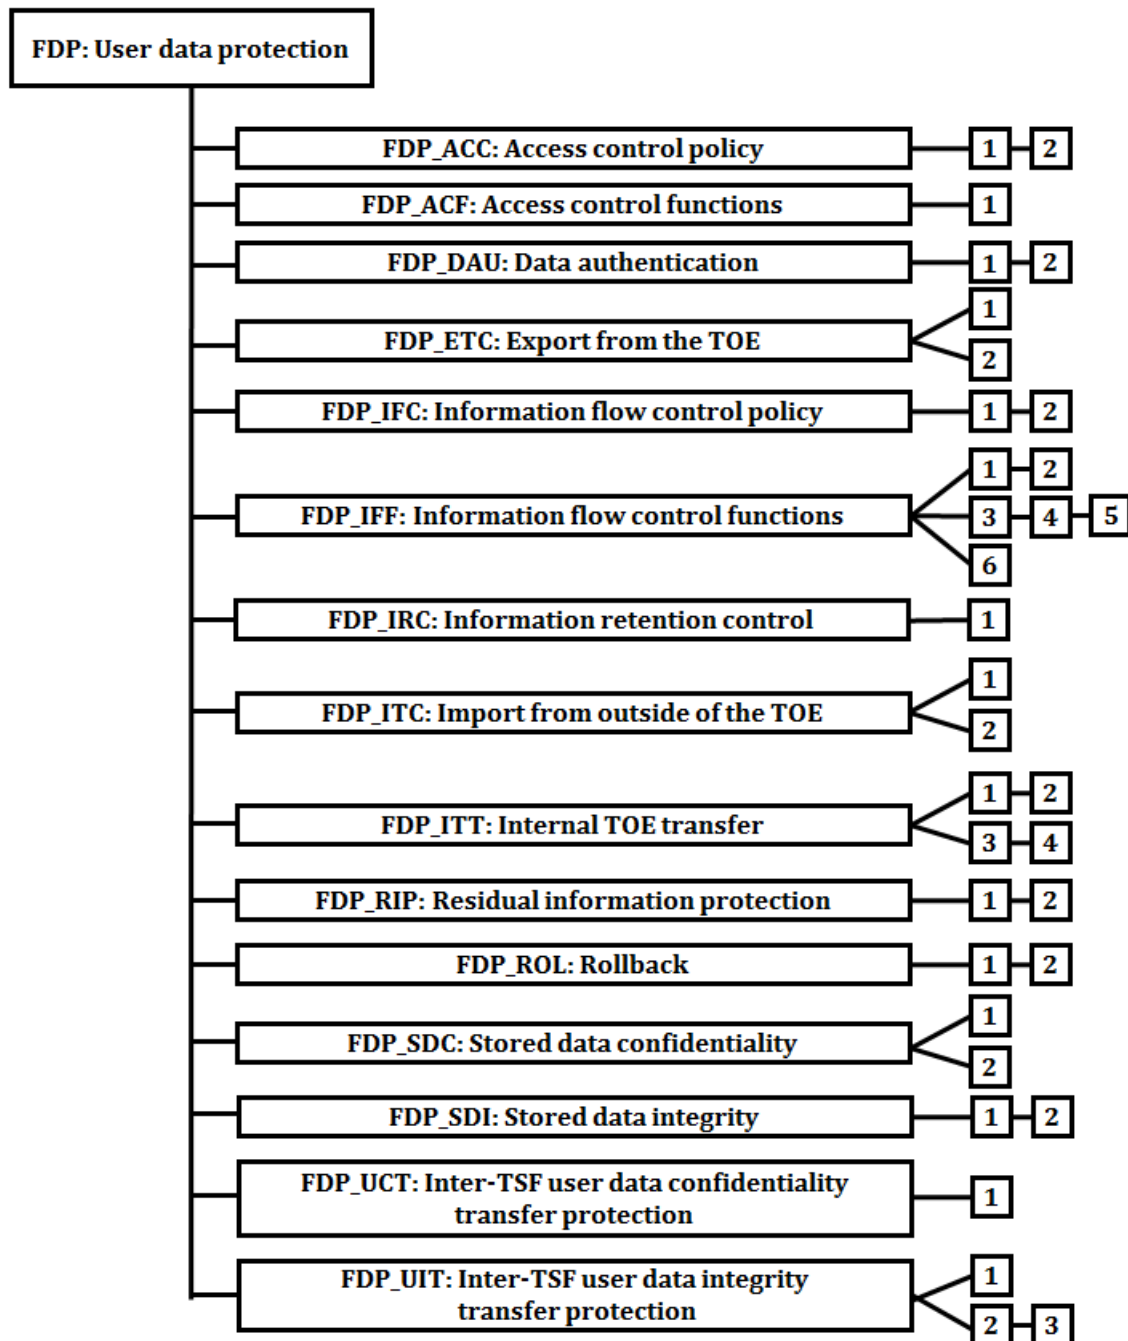 FDP: User data protection
FDP_ACC: Access control policy 1 2
FDP_ACF: Access control functions 1
FDP_DAU: Data authentication 1 2
1
FDP_ETC: Export from the TOE
2
FDP_IFC: Information flow control policy 1 2
1 2
FDP_IFF: Information flow control functions 3 4 5
6
FDP_IRC: Information retention control 1
1
FDP_ITC: Import from outside of the TOE
2
1 2
FDP_ITT: Internal TOE transfer
3 4
FDP_RIP: Residual information protection 1 2
FDP_ROL: Rollback 1 2
1
FDP_SDC: Stored data confidentiality
2
FDP_SDI: Stored data integrity 1 2
FDP_UCT: Inter-TSF user data confidentiality
transfer protection
1
FDP_UIT: Inter-TSF user data integrity
transfer protection
1
2 3